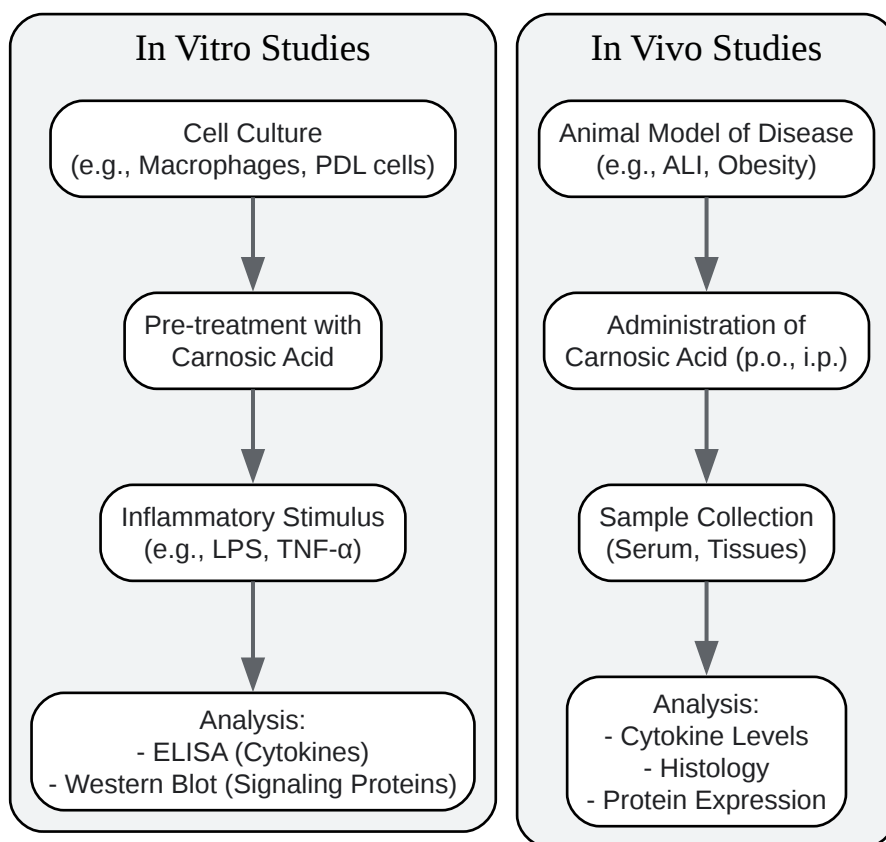 In Vitro Studies
Cell Culture
(e.g., Macrophages, PDL cells)
Pre-treatment with
Carnosic Acid
Inflammatory Stimulus
(e.g., LPS, TNF-α)
Analysis:
- ELISA (Cytokines)
- Western Blot (Signaling Proteins)
In Vivo Studies
Animal Model of Disease
(e.g., ALI, Obesity)
Administration of
Carnosic Acid (p.o., i.p.)
Sample Collection
(Serum, Tissues)
Analysis:
- Cytokine Levels
- Histology
- Protein Expression